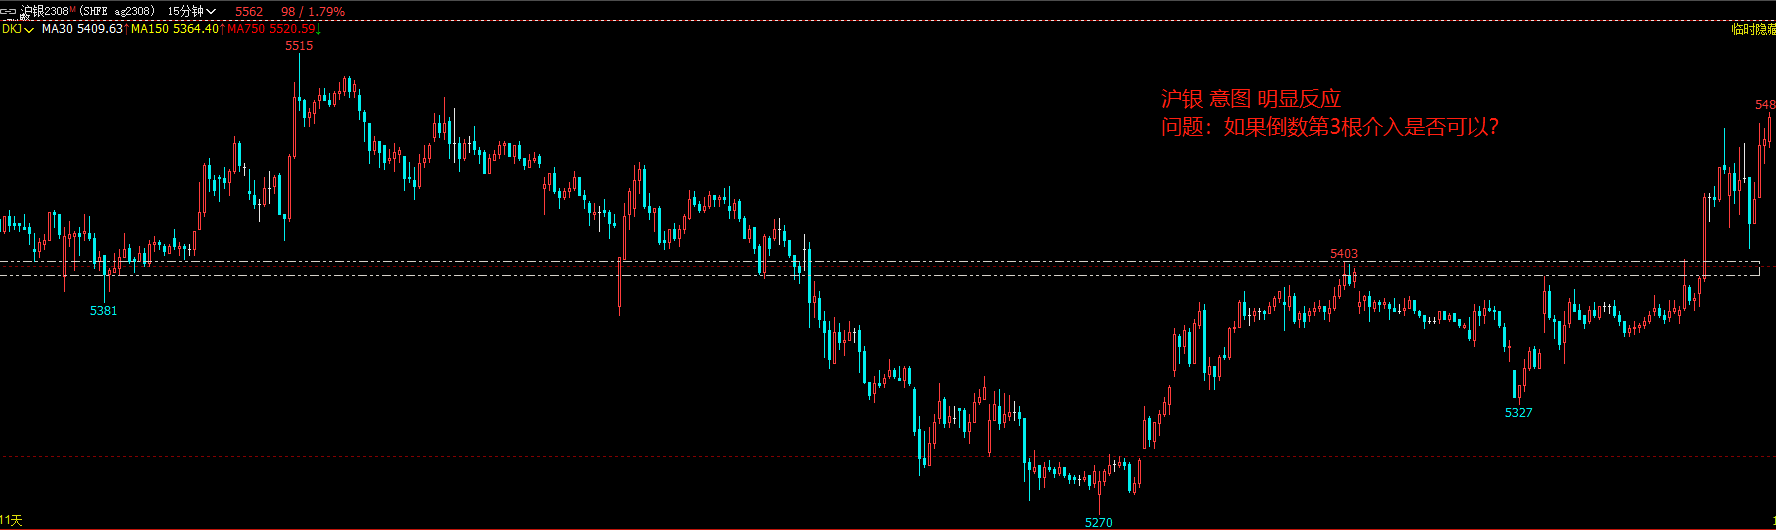 沪银2308M (SHFE ag2308) 15分钟 5562 98 / 1.79%
DKJ MA30 5409.63↑ MA150 5364.40↑ MA750 5520.59↓ 临时隐藏
5515
沪银 意图 明显反应
问题：如果倒数第3根介入是否可以？
548
5403
5381
5327
5270
11天